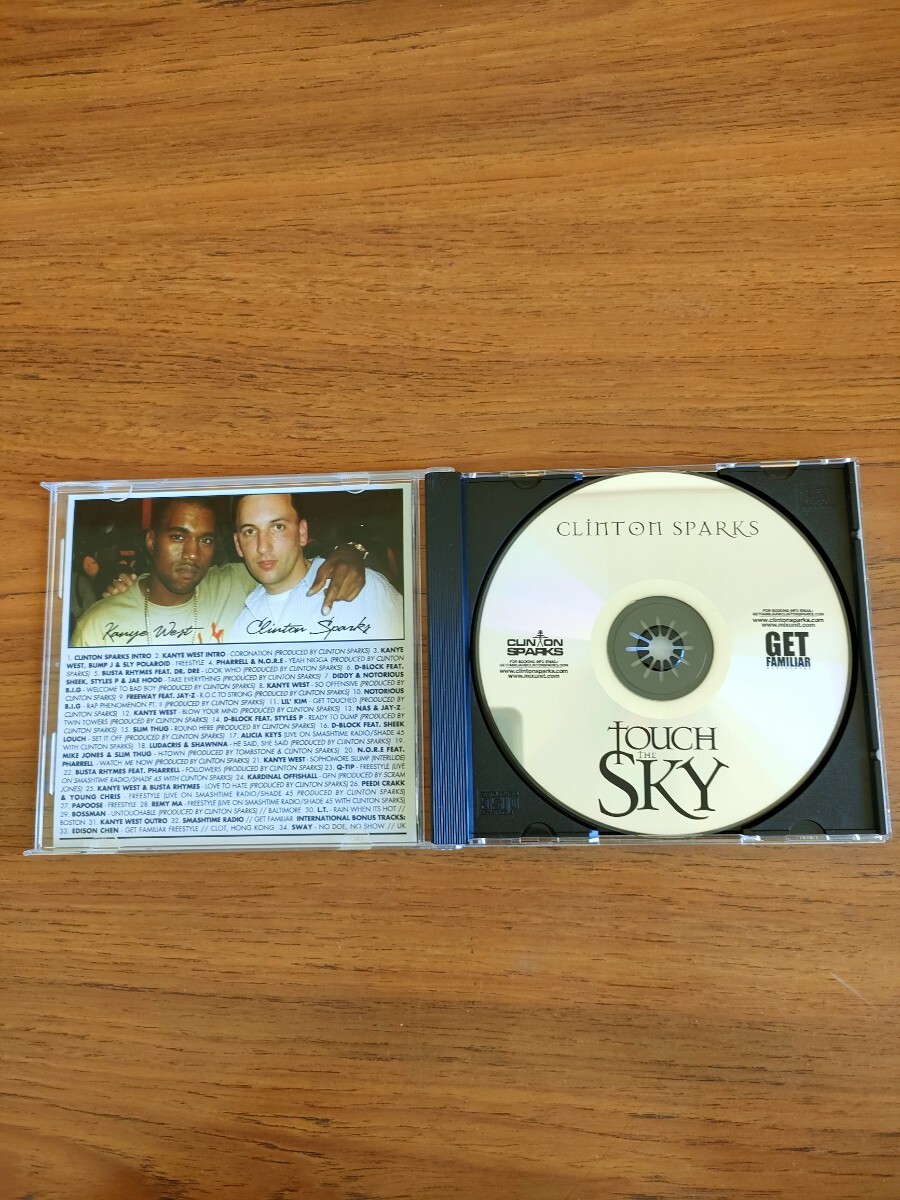 Kanye West
Clinton Sparks
1. CLINTON SPARKS INTRO 2. KANYE WEST INTRO - CORONATION (PRODUCED BY CLINTON SPARKS) 3. KANYE
WEST, BUMP J & SLY POLAROID - FREESTYLE 4. PHARRELL & N.O.R.E - YEAH NIGGA (PRODUCED BY CLINTON
SPARKS) 5. BUSTA RHYMES FEAT. DR. DRE - LOOK WHO (PRODUCED BY CLINTON SPARKS) 6. D-BLOCK FEAT.
SHEEK, STYLES P & JAE HOOD - TAKE EVERYTHING (PRODUCED BY CLINTON SPARKS) 7. DIDDY & NOTORIOUS
B.I.G - WELCOME TO BAD BOY (PRODUCED BY CLINTON SPARKS) 8. KANYE WEST - SO OFFENSIVE (PRODUCED BY
CLINTON SPARKS) 9. FREEWAY FEAT. JAY-Z - R.O.C TO STRONG (PRODUCED BY CLINTON SPARKS) 10. NOTORIOUS
B.I.G - RAP PHENOMENON PT. II (PRODUCED BY CLINTON SPARKS) 11. LIL' KIM - GET TOUCHED (PRODUCED BY
CLINTON SPARKS) 12. KANYE WEST - BLOW YOUR MIND (PRODUCED BY CLINTON SPARKS) 13. NAS & JAY-Z -
TWIN TOWERS (PRODUCED BY CLINTON SPARKS) 14. D-BLOCK FEAT. STYLES P - READY TO DUMP (PRODUCED BY
CLINTON SPARKS) 15. SLIM THUG - ROUND HERE (PRODUCED BY CLINTON SPARKS) 16. D-BLOCK FEAT. SHEEK
LOUCH - SET IT OFF (PRODUCED BY CLINTON SPARKS) 17. ALICIA KEYS (LIVE ON SMASHTIME RADIO/SHADE 45
WITH CLINTON SPARKS) 18. LUDACRIS & SHAWNNA - HE SAID, SHE SAID (PRODUCED BY CLINTON SPARKS) 19.
MIKE JONES & SLIM THUG - H-TOWN (PRODUCED BY CLINTON SPARKS) 20. N.O.R.E FEAT.
PHARRELL - WATCH ME NOW (PRODUCED BY TOMBSTONE & CLINTON SPARKS) 21. KANYE WEST - SOPHOMORE SLUMP (INTERLUDE)
22. BUSTA RHYMES FEAT. PHARRELL - FOLLOWERS (PRODUCED BY CLINTON SPARKS) 23. Q-TIP - FREESTYLE (LIVE
ON SMASHTIME RADIO/SHADE 45 WITH CLINTON SPARKS) 24. KARDINAL OFFISHALL - GFN (PRODUCED BY SCREAM
JONES) 25. KANYE WEST & BUSTA RHYMES - LOVE TO HATE (PRODUCED BY CLINTON SPARKS) 26. PEEDI CRAKK
& YOUNG CHRIS - FREESTYLE (LIVE ON SMASHTIME RADIO/SHADE 45 PRODUCED BY CLINTON SPARKS)
27. PAPOOSE - FREESTYLE 28. REMY MA - FREESTYLE (LIVE ON SMASHTIME RADIO/SHADE 45 WITH CLINTON SPARKS)
29. BOSSMAN - UNTOUCHABLE (PRODUCED BY CLINTON SPARKS) // BALTIMORE 30. L.T. - RAIN WHEN ITS HOT //
BOSTON 31. KANYE WEST OUTRO 32. SMASHTIME RADIO // GET FAMILIAR INTERNATIONAL BONUS TRACKS:
33. EDISON CHEN - GET FAMILIAR FREESTYLE // CLOT, HONG KONG 34. SWAY - NO DOE, NO SHOW // UK
CLINTON SPARKS
CLINTON
SPARKS
FOR BOOKING INFO EMAIL:
GETFAMILIAR@CLINTONSPARKS.COM
www.clintonsparks.com
www.mixunit.com
FOR BOOKING INFO EMAIL:
GETFAMILIAR@CLINTONSPARKS.COM
www.clintonsparks.com
www.mixunit.com
GET
FAMILIAR
TOUCH
THE
SKY